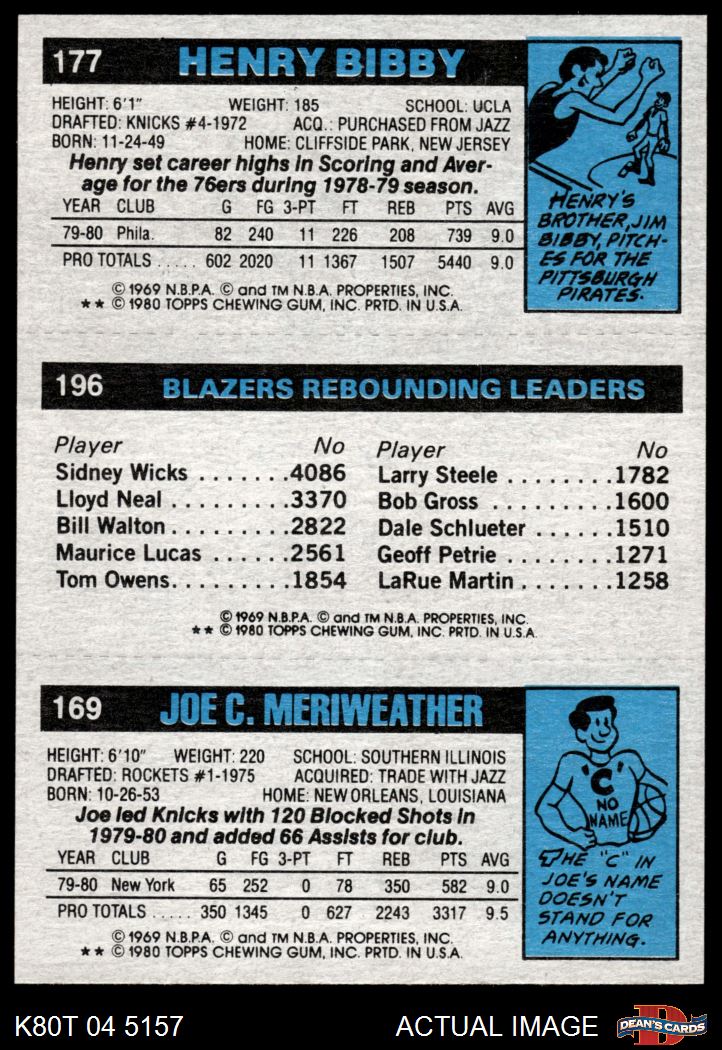 177 HENRY BIBBY
HEIGHT: 6'1" WEIGHT: 185 SCHOOL: UCLA
DRAFTED: KNICKS #4-1972 ACQ.: PURCHASED FROM JAZZ
BORN: 11-24-49 HOME: CLIFFSIDE PARK, NEW JERSEY
Henry set career highs in Scoring and Aver-
age for the 76ers during 1978-79 season.
YEAR CLUB G FG 3-PT FT REB PTS AVG
79-80 Phila. 82 240 11 226 208 739 9.0
PRO TOTALS ..... 602 2020 11 1367 1507 5440 9.0
© 1969 N.B.P.A. © and TM N.B.A. PROPERTIES, INC.
★★ © 1980 TOPPS CHEWING GUM, INC. PRTD. IN U.S.A.
HENRY'S
BROTHER, JIM
BIBBY, PITCH-
ES FOR THE
PITTSBURGH
PIRATES.
196 BLAZERS REBOUNDING LEADERS
Player No Player No
Sidney Wicks .......4086 Larry Steele ........1782
Lloyd Neal ..........3370 Bob Gross .........1600
Bill Walton ..........2822 Dale Schlueter .....1510
Maurice Lucas ......2561 Geoff Petrie ........1271
Tom Owens..........1854 LaRue Martin .......1258
© 1969 N.B.P.A. © and TM N.B.A. PROPERTIES, INC.
★★ © 1980 TOPPS CHEWING GUM, INC. PRTD. IN U.S.A.
169 JOE C. MERIWEATHER
HEIGHT: 6'10" WEIGHT: 220 SCHOOL: SOUTHERN ILLINOIS
DRAFTED: ROCKETS #1-1975 ACQUIRED: TRADE WITH JAZZ
BORN: 10-26-53 HOME: NEW ORLEANS, LOUISIANA
Joe led Knicks with 120 Blocked Shots in
1979-80 and added 66 Assists for club.
YEAR CLUB G FG 3-PT FT REB PTS AVG
79-80 New York 65 252 0 78 350 582 9.0
PRO TOTALS ..... 350 1345 0 627 2243 3317 9.5
© 1969 N.B.P.A. © and TM N.B.A. PROPERTIES, INC.
★★ © 1980 TOPPS CHEWING GUM, INC. PRTD. IN U.S.A.
"C"
NO
NAME
THE "C" IN
JOE'S NAME
DOESN'T
STAND FOR
ANYTHING.
K80T 04 5157 ACTUAL IMAGE D DEAN'S CARDS